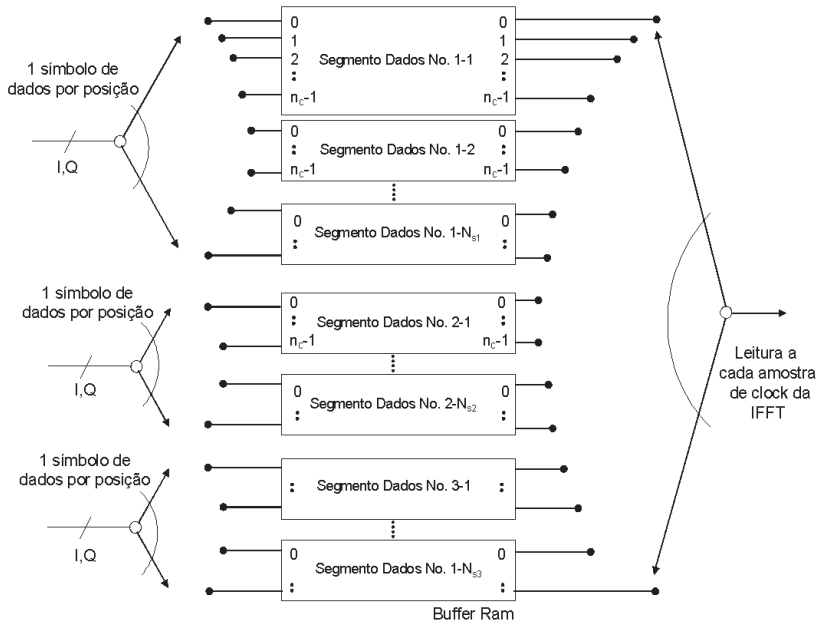 1 símbolo de
dados por posição
I,Q
0 0
1 1
2 Segmento Dados No. 1-1 2
n_c-1 n_c-1
0 0
Segmento Dados No. 1-2
n_c-1 n_c-1
0 Segmento Dados No. 1-N_s1 0
1 símbolo de
dados por posição
I,Q
0 0
Segmento Dados No. 2-1
n_c-1 n_c-1
0 Segmento Dados No. 2-N_s2 0
1 símbolo de
dados por posição
I,Q
Segmento Dados No. 3-1
0 Segmento Dados No. 1-N_s3 0
Buffer Ram
Leitura a
cada amostra
de clock da
IFFT